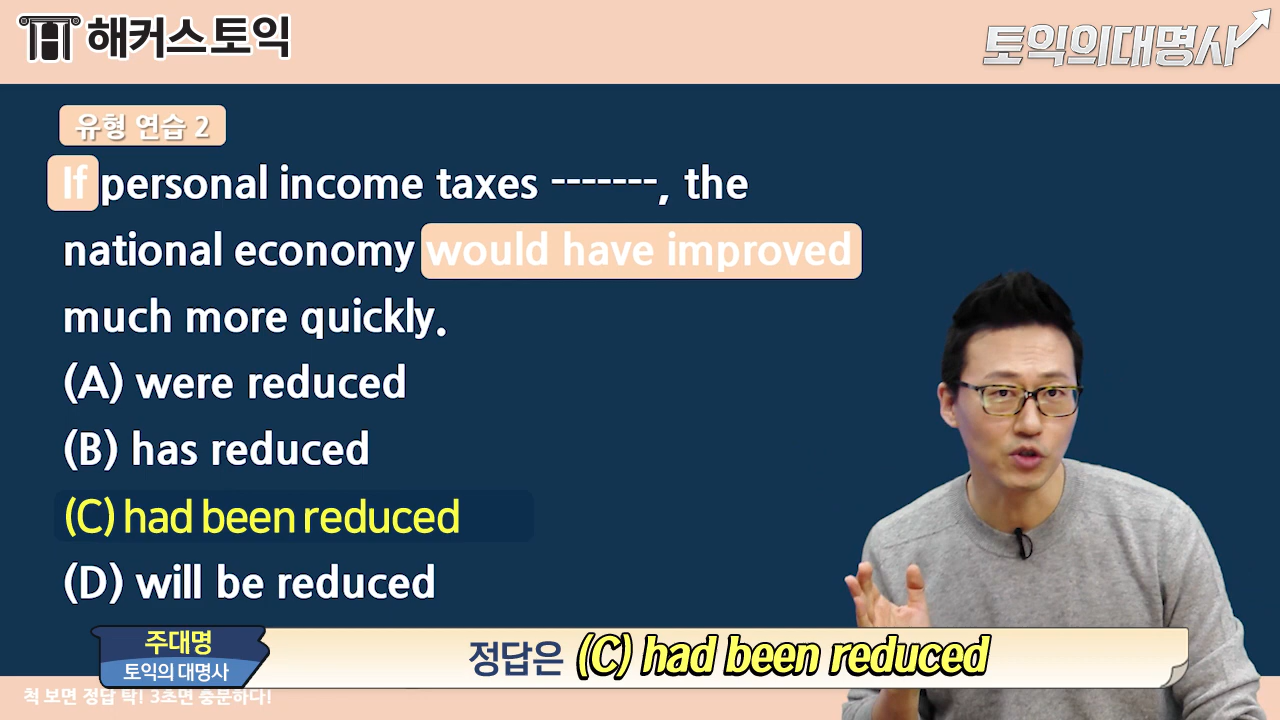 해커스 토익
토익의대명사
유형 연습 2
If personal income taxes -------, the
national economy would have improved
much more quickly.
(A) were reduced
(B) has reduced
(C) had been reduced
(D) will be reduced
주대명
토익의 대명사
정답은 (C) had been reduced
척 보면 정답 탁! 3초면 충분하다!